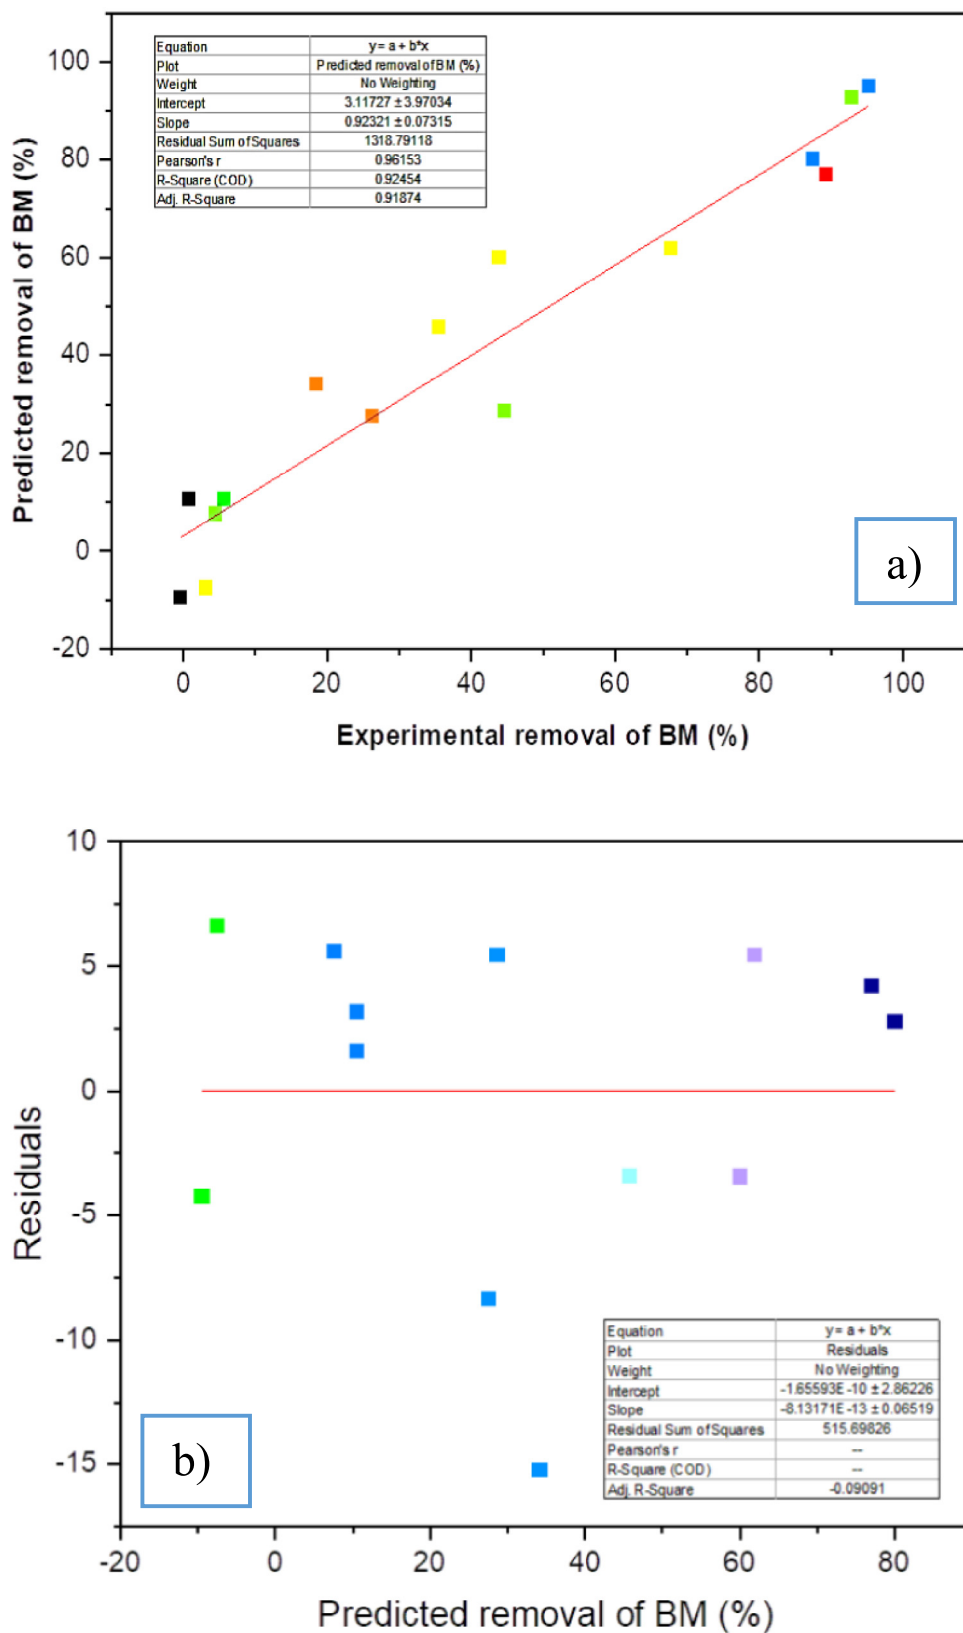 Equation y = a + b*x
Plot Predicted removal of BM (%)
Weight No Weighting
Intercept 3.11727 ± 3.97034
Slope 0.92321 ± 0.07315
Residual Sum of Squares 1318.79118
Pearson's r 0.96153
R-Square (COD) 0.92454
Adj. R-Square 0.91874
100
80
60
40
20
0
-20
Predicted removal of BM (%)
a)
0 20 40 60 80 100
Experimental removal of BM (%)
10
5
0
-5
-10
-15
Residuals
Equation y = a + b*x
Plot Residuals
Weight No Weighting
Intercept -1.65593E-10 ± 2.86226
Slope -8.13171E-13 ± 0.06519
Residual Sum of Squares 515.69826
Pearson's r --
R-Square (COD) --
Adj. R-Square -0.09091
b)
-20 0 20 40 60 80
Predicted removal of BM (%)